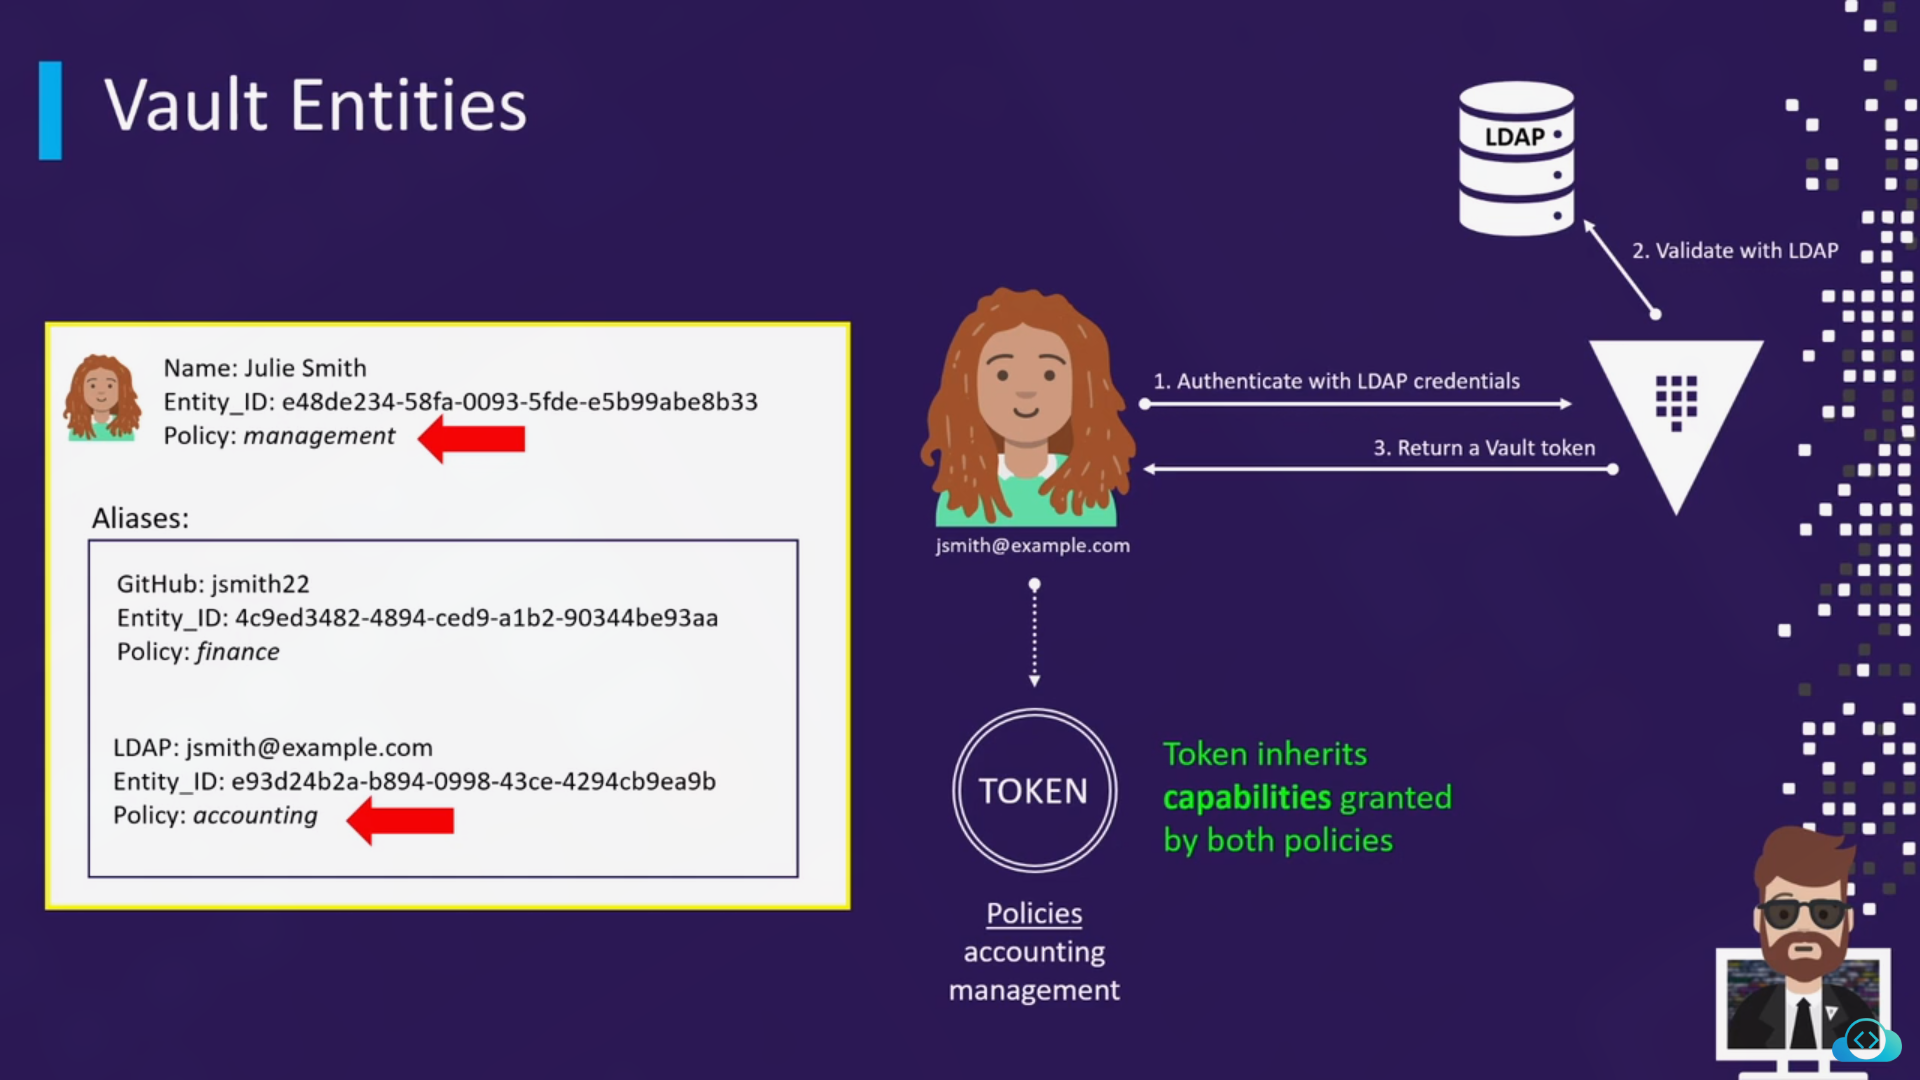 Vault Entities
LDAP
2. Validate with LDAP
Name: Julie Smith
Entity_ID: e48de234-58fa-0093-5fde-e5b99abe8b33
Policy: management
1. Authenticate with LDAP credentials
3. Return a Vault token
jsmith@example.com
Aliases:
GitHub: jsmith22
Entity_ID: 4c9ed3482-4894-ced9-a1b2-90344be93aa
Policy: finance
LDAP: jsmith@example.com
Entity_ID: e93d24b2a-b894-0998-43ce-4294cb9ea9b
Policy: accounting
TOKEN
Token inherits
capabilities granted
by both policies
Policies
accounting
management